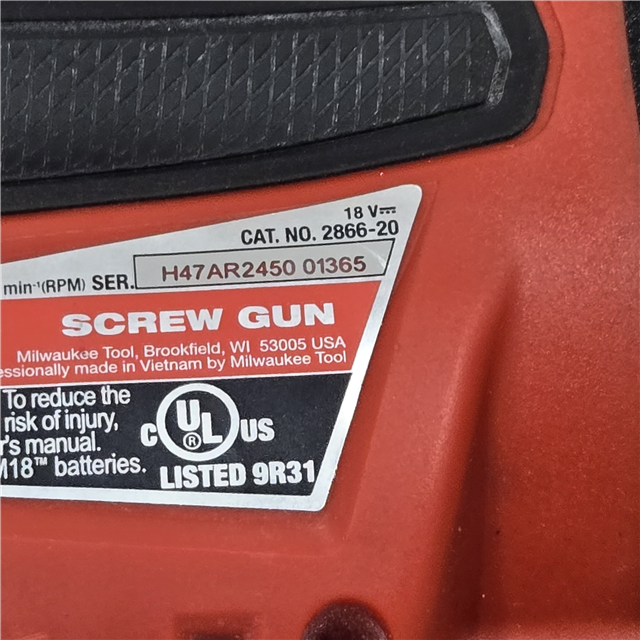 18 V⎓
CAT. NO. 2866-20
min⁻¹(RPM) SER. H47AR2450 01365
SCREW GUN
Milwaukee Tool, Brookfield, WI 53005 USA
essionally made in Vietnam by Milwaukee Tool
To reduce the
risk of injury,
r's manual.
M18™ batteries.
C UL ® US
LISTED 9R31